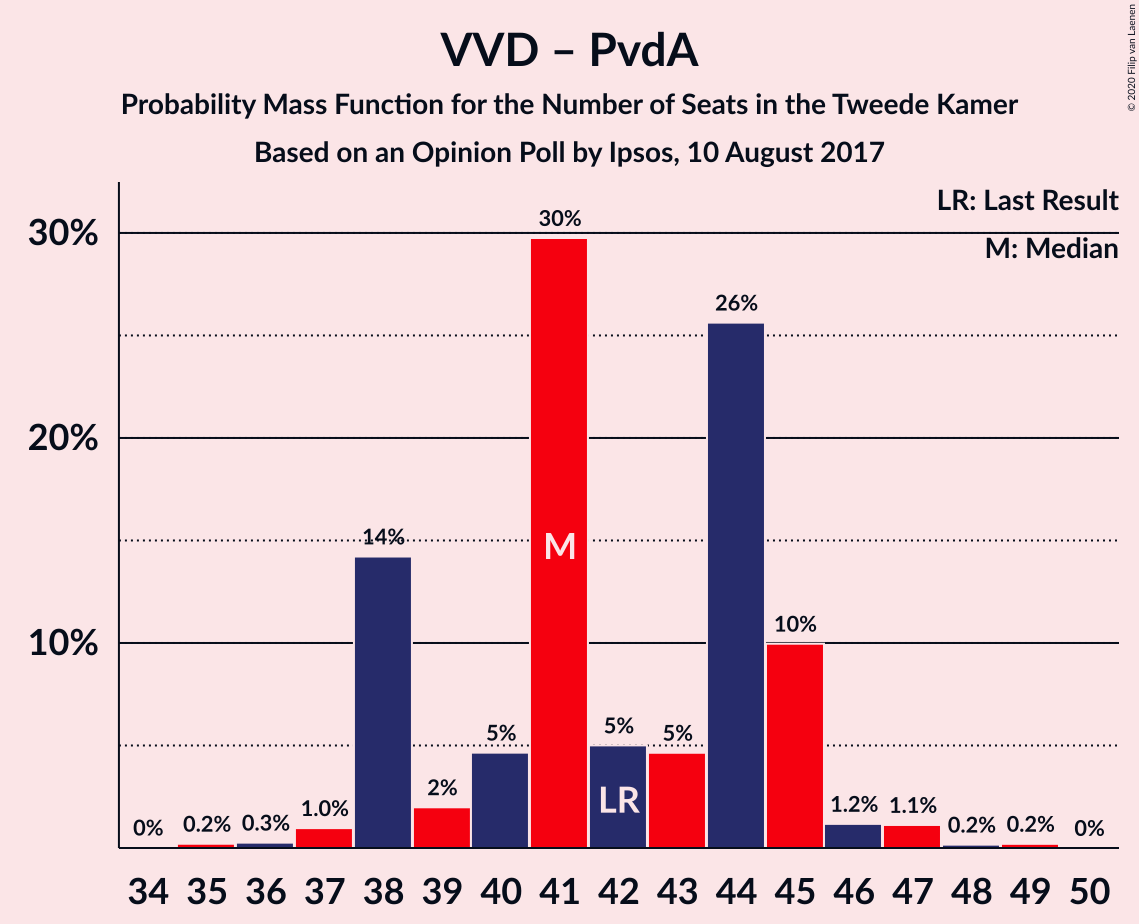 VVD – PvdA
Probability Mass Function for the Number of Seats in the Tweede Kamer
Based on an Opinion Poll by Ipsos, 10 August 2017
© 2020 Filip van Laenen
LR: Last Result
M: Median
30%
20%
10%
0%
0.2%
0.3%
1.0%
14%
2%
5%
30%
5%
5%
26%
10%
1.2%
1.1%
0.2%
0.2%
0%
M
LR
34 35 36 37 38 39 40 41 42 43 44 45 46 47 48 49 50